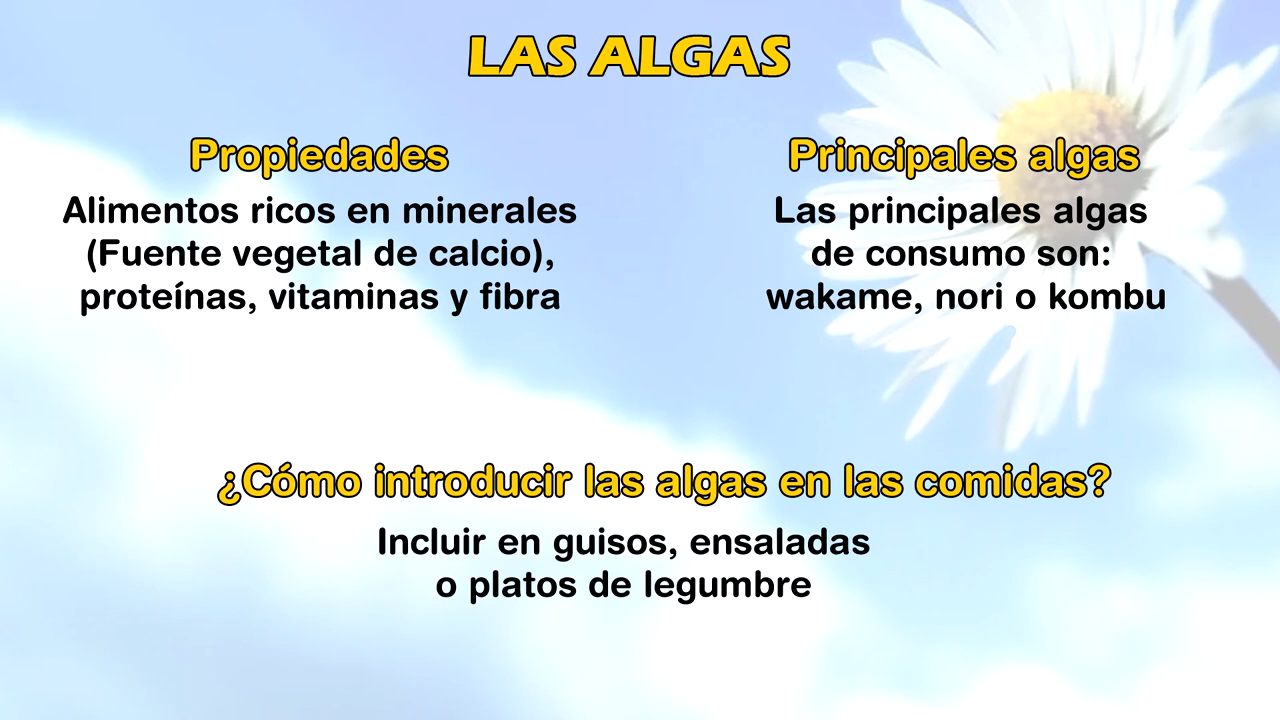 LAS ALGAS
Propiedades
Alimentos ricos en minerales
(Fuente vegetal de calcio),
proteínas, vitaminas y fibra
Principales algas
Las principales algas
de consumo son:
wakame, nori o kombu
¿Cómo introducir las algas en las comidas?
Incluir en guisos, ensaladas
o platos de legumbre